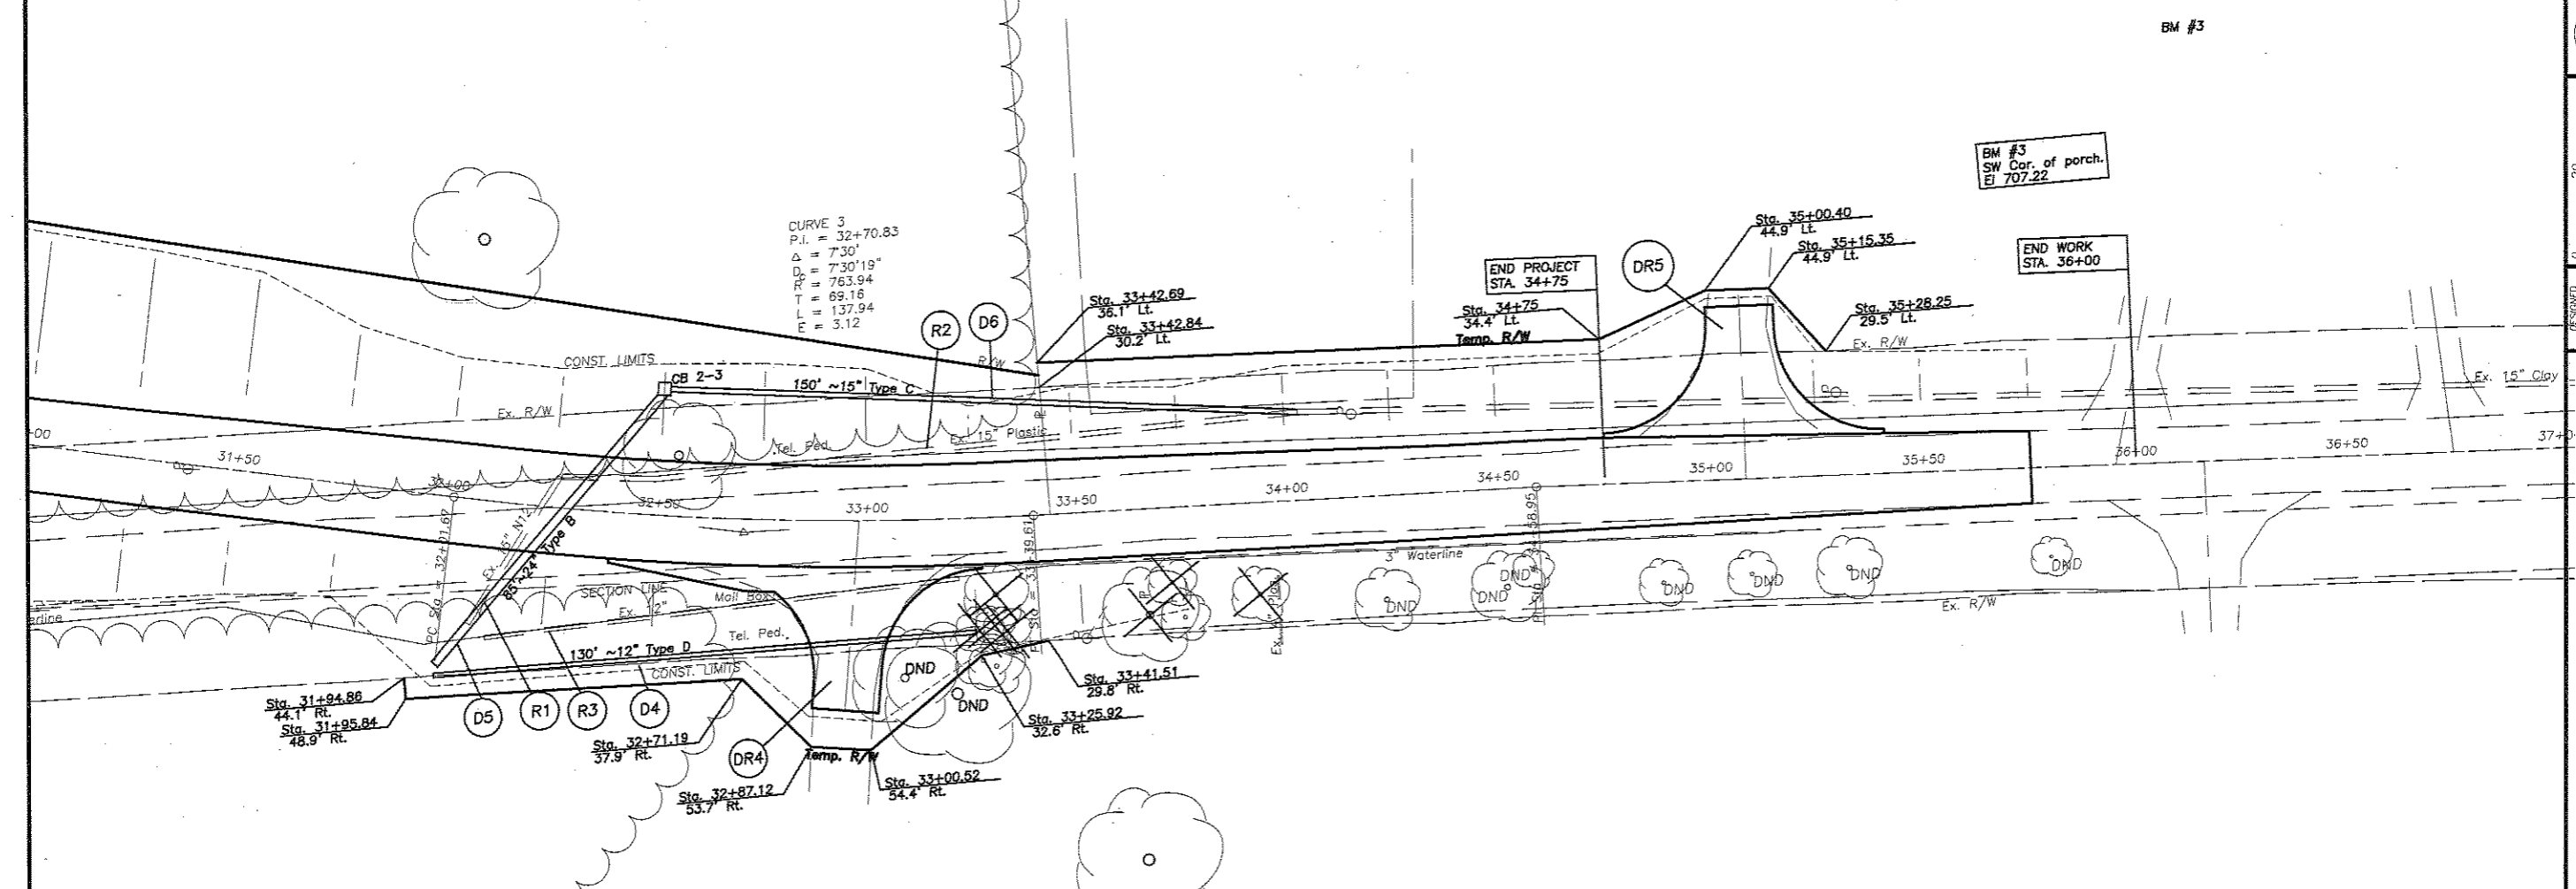 BM #3
BM #3
SW Cor. of porch.
El 707.22
CURVE 3
P.I. = 32+70.83
Δ = 7°30'
Dc = 7°30'19"
R = 763.94
T = 69.16
L = 137.94
E = 3.12
R2
D6
Sta. 33+42.69
36.1' Lt.
Sta. 33+42.84
30.2' Lt.
END PROJECT
STA. 34+75
Sta. 34+75
34.4' Lt.
Temp. R/W
DR5
Sta. 35+00.40
44.9' Lt.
Sta. 35+15.35
44.9' Lt.
Sta. 35+28.25
29.5' Lt.
Ex. R/W
END WORK
STA. 36+00
CONST. LIMITS
R/W
CB 2-3
150' ~15" Type C
Ex. R/W
Ex. 15" Plastic
Tel. Ped.
Ex. 15" Clay
31+50
32+00
32+50
33+00
33+50
34+00
34+50
35+00
35+50
36+00
36+50
PC Sta = 32+01.67
Ex. 15" N12
85'~24" Type B
SECTION LINE
Mail Box
Ex. 12"
Tel. Ped.
130' ~12" Type D
CONST. LIMITS
3" Waterline
DND
DND
DND
DND
DND
DND
DND
DND
DND
Ex. R/W
Sta. 31+94.86
44.1' Rt.
Sta. 31+95.84
48.9' Rt.
D5
R1
R3
D4
Sta. 32+71.19
37.9' Rt.
DR4
Sta. 32+87.12
53.7' Rt.
Temp. R/W
Sta. 33+00.52
54.4' Rt.
Sta. 33+25.92
32.6' Rt.
Sta. 33+41.51
29.8' Rt.